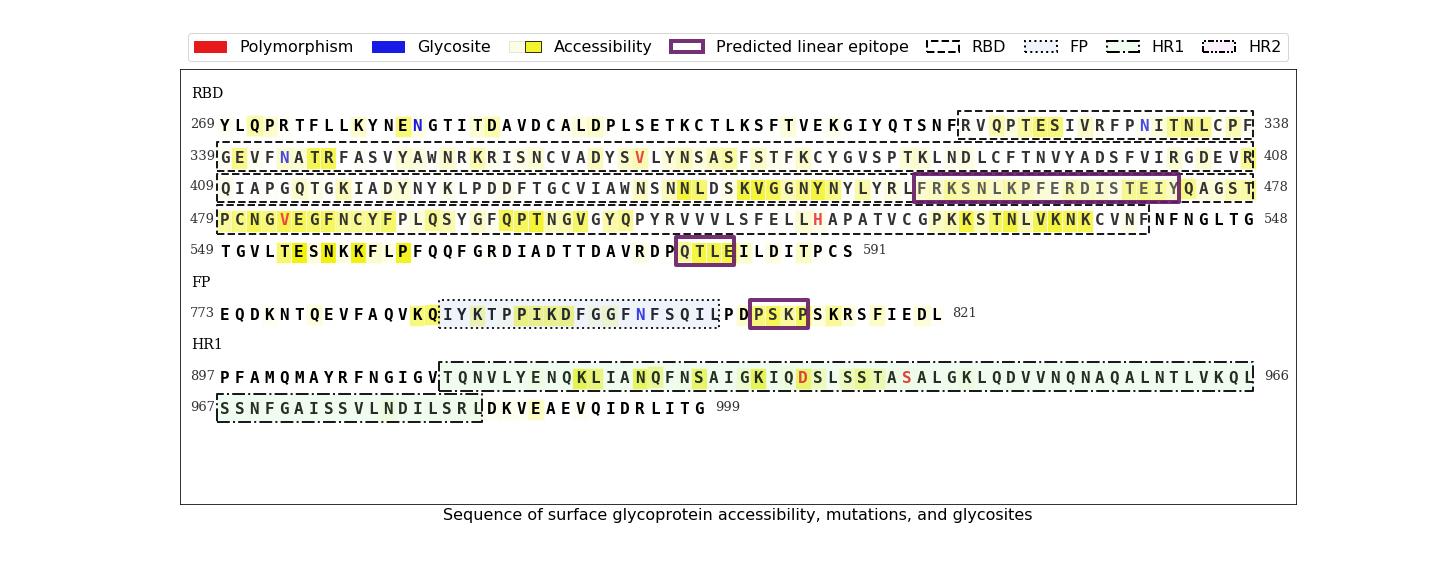 Polymorphism Glycosite Accessibility Predicted linear epitope RBD FP HR1 HR2
RBD
269 YLQPRTFLLKYNENGTITDAVDCALDPLSETKCTLKSFTVEKGIYQTSNFRVQPTESIVRFPNITNLCPF 338
339 GEVFNATRFASVYAWNRKRISNCVADYSVLYNSASFSTFKCYGVSPTKLNDLCFTNVYADSFVIRGDEVR 408
409 QIAPGQTGKIADYNYKLPDDFTGCVIAWNSNNLDSKVGGNYNYLYRLFRKSNLKPFERDISTEIYQAGST 478
479 PCNGVEGFNCYFPLQSYGFQPTNGVGYQPYRVVVLSFELLHAPATVCGPKKSTNLVKNKCVNFNFNGLTG 548
549 TGVLTESNKKFLPFQQFGRDIADTTDAVRDPQTLEILDITPCS 591
FP
773 EQDKNTQEVFAQVKQIYKTPPIKDFGGFNFSQILPDPSKPSKRSFIEDL 821
HR1
897 PFAMQMAYRFNGIGVTQNVLYENQKLIANQFNSAIGKIQDSLSSTASALGKLQDVVNQNAQALNTLVKQL 966
967 SSNFGAISSVLNDILSRLDKVEAEVQIDRLITG 999
Sequence of surface glycoprotein accessibility, mutations, and glycosites